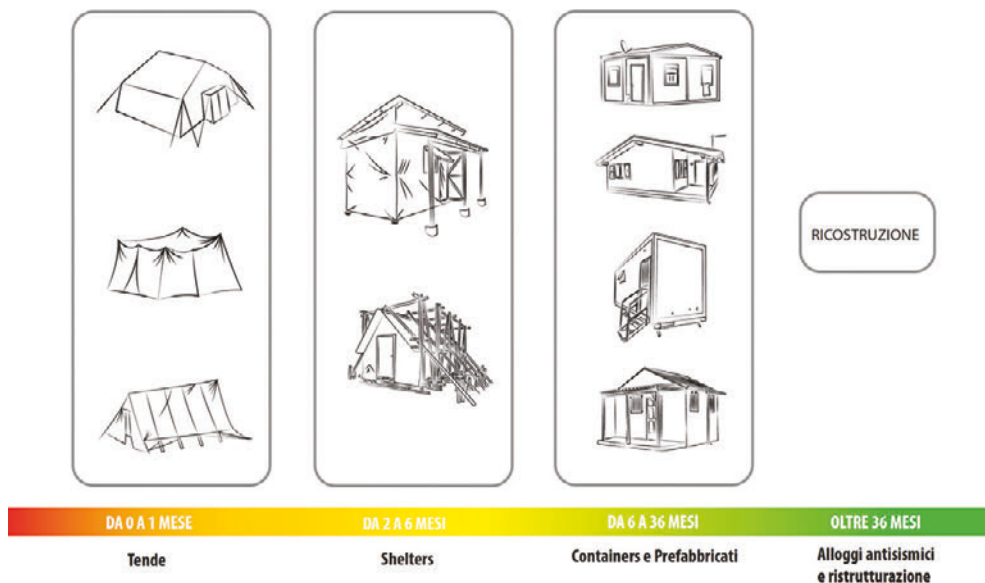 RICOSTRUZIONE
DA 0 A 1 MESE
DA 2 A 6 MESI
DA 6 A 36 MESI
OLTRE 36 MESI
Tende
Shelters
Containers e Prefabbricati
Alloggi antisismici
e ristrutturazione